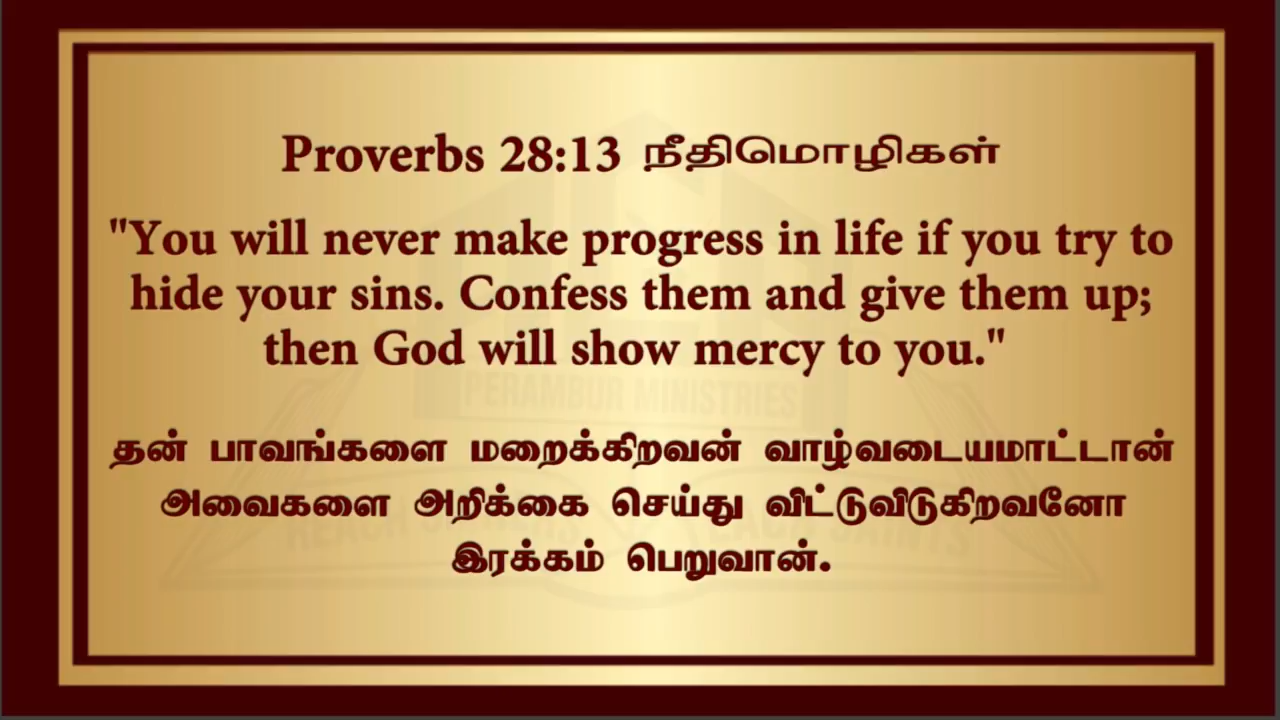 Proverbs 28:13 நீதிமொழிகள்
"You will never make progress in life if you try to
hide your sins. Confess them and give them up;
then God will show mercy to you."
PERAMBUR MINISTRIES
தன் பாவங்களை மறைக்கிறவன் வாழ்வடையமாட்டான்
அவைகளை அறிக்கை செய்து விட்டுவிடுகிறவனோ
இரக்கம் பெறுவான்.